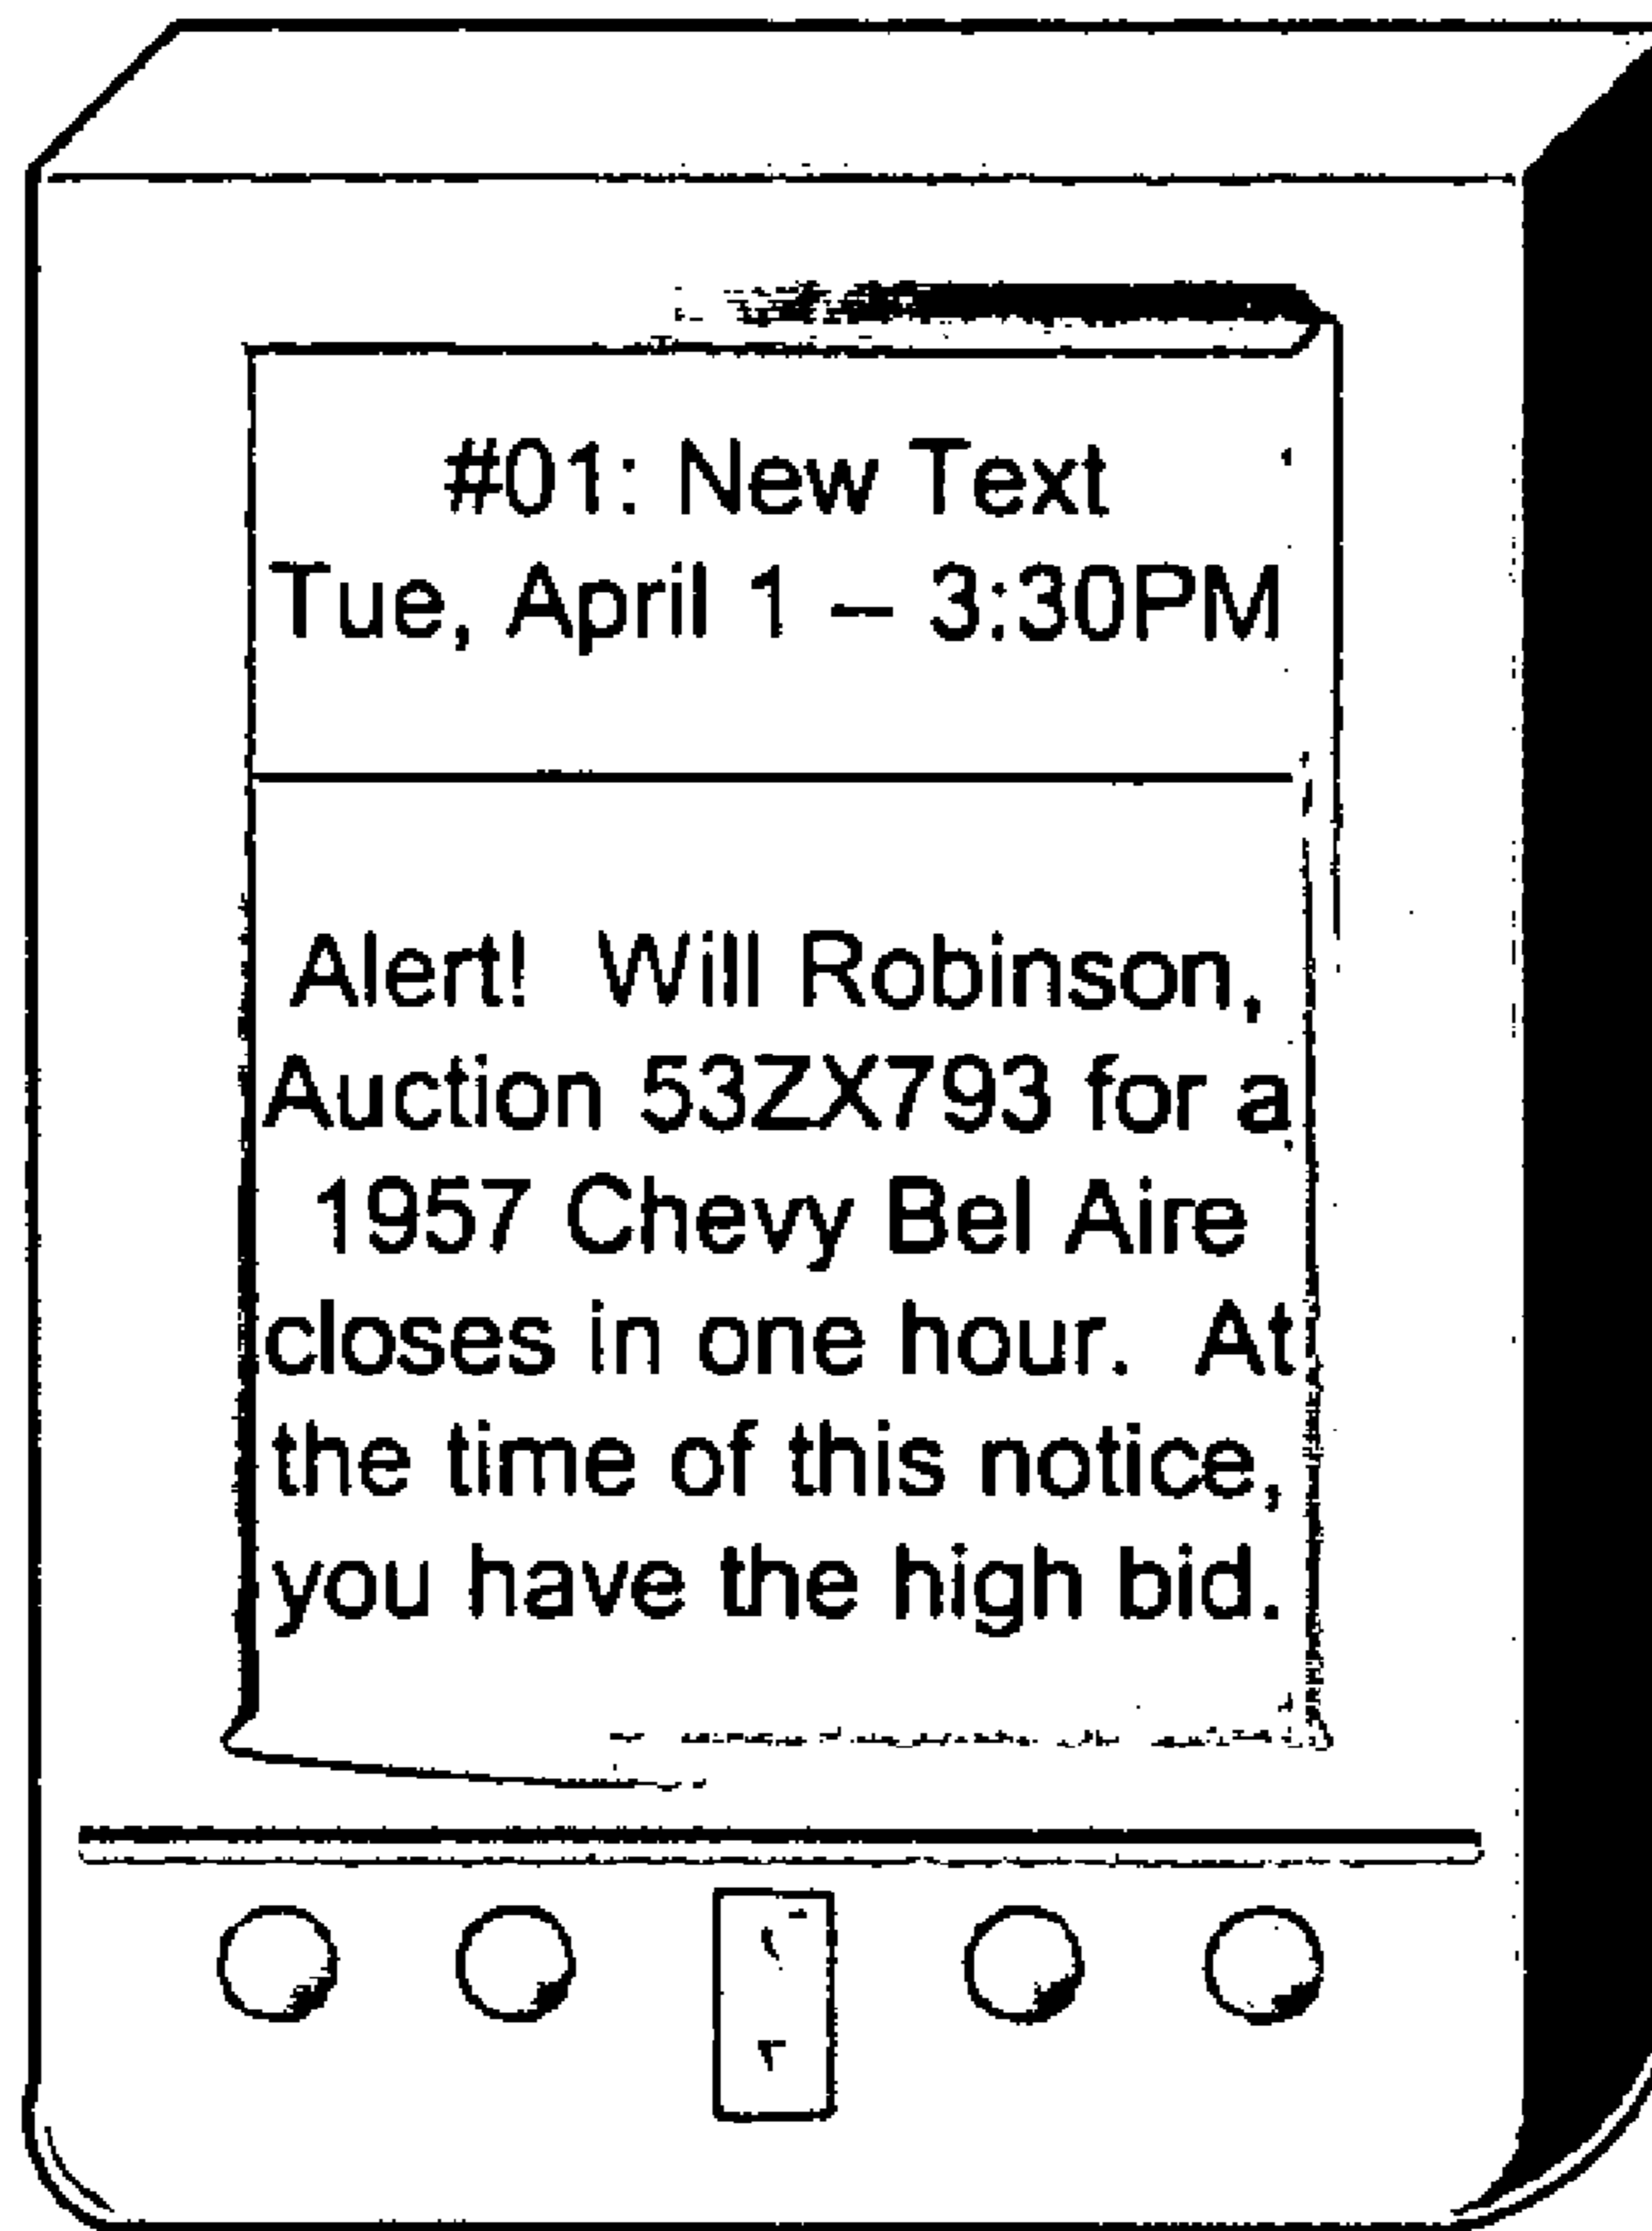 #01: New Text
Tue, April 1 – 3:30PM
Alert!  Will Robinson,
Auction 53ZX793 for a
1957 Chevy Bel Aire
closes in one hour.  At
the time of this notice,
you have the high bid.